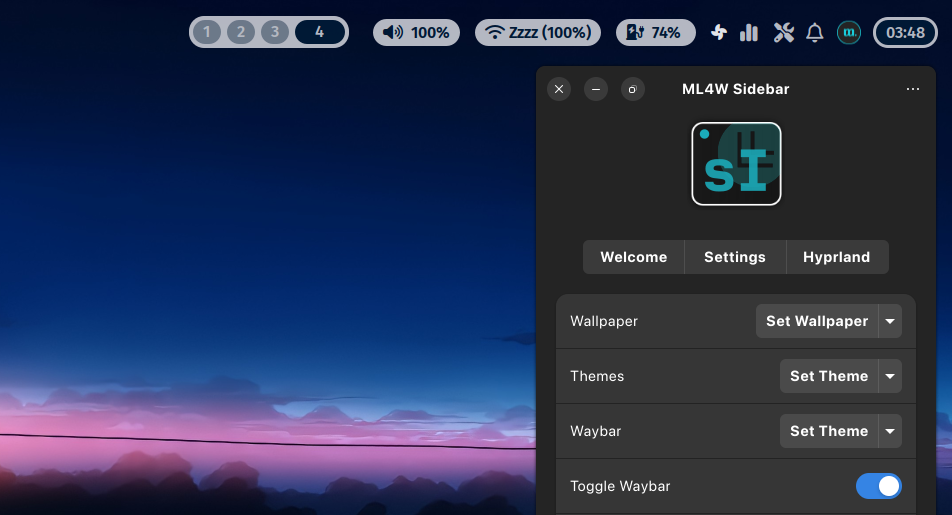 1 2 3 4 100% Zzzz (100%) 74% m. 03:48
ML4W Sidebar
sI
Welcome Settings Hyprland
Wallpaper Set Wallpaper
Themes Set Theme
Waybar Set Theme
Toggle Waybar